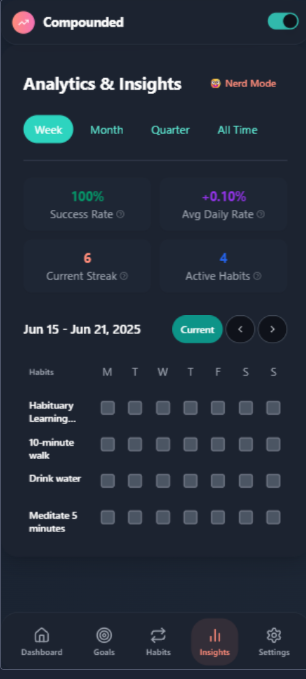 Compounded
Analytics & Insights
Nerd Mode
Week Month Quarter All Time
100% +0.10%
Success Rate Avg Daily Rate
6 4
Current Streak Active Habits
Jun 15 - Jun 21, 2025 Current
Habits M T W T F S S
Habituary
Learning...
10-minute
walk
Drink water
Meditate 5
minutes
Dashboard Goals Habits Insights Settings